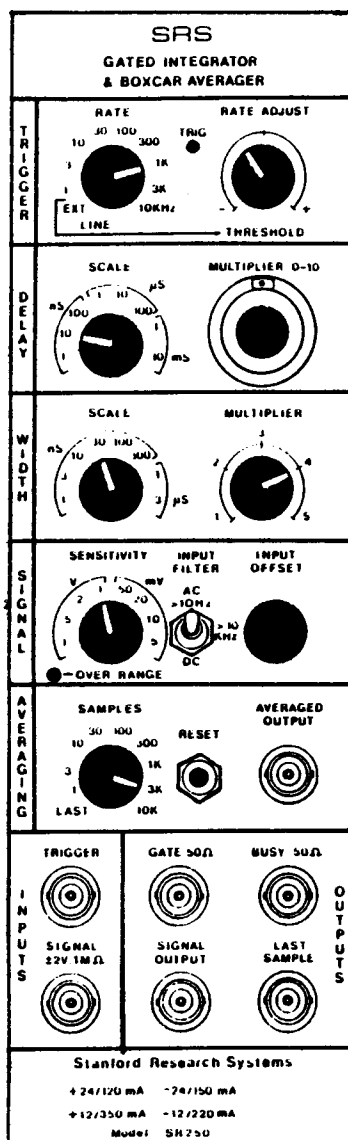 SRS
GATED INTEGRATOR
& BOXCAR AVERAGER
TRIGGER
RATE
TRIG
RATE ADJUST
1 3 10 30 100 300 1K 3K 10KHz
EXT
LINE
- +
THRESHOLD
DELAY
SCALE
MULTIPLIER 0-10
nS
1 10 100
µS
1 10 100
1 10 mS
WIDTH
SCALE
MULTIPLIER
nS
1 3 10 30 100 300
1 3 µS
1 2 3 4 5
SIGNAL
SENSITIVITY
INPUT FILTER
INPUT OFFSET
V
1 5 2 1
mV
50 20 10 5
AC
>10Hz
>10 KHz
DC
OVER RANGE
AVERAGING
SAMPLES
RESET
AVERAGED
OUTPUT
LAST 1 3 10 30 100 300 1K 3K 10K
INPUTS
TRIGGER
SIGNAL
±2V 1MΩ
GATE 50Ω
BUSY 50Ω
SIGNAL
OUTPUT
LAST
SAMPLE
OUTPUTS
Stanford Research Systems
+24/120 mA -24/150 mA
+12/350 mA -12/220 mA
Model SR250